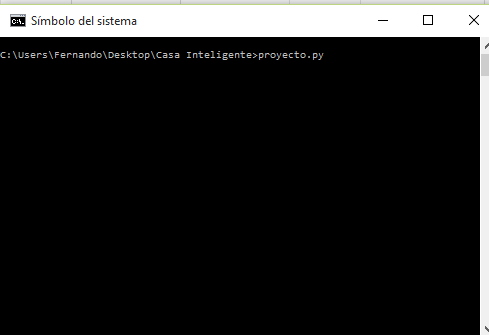 Símbolo del sistema
C:\Users\Fernando\Desktop\Casa Inteligente>proyecto.py